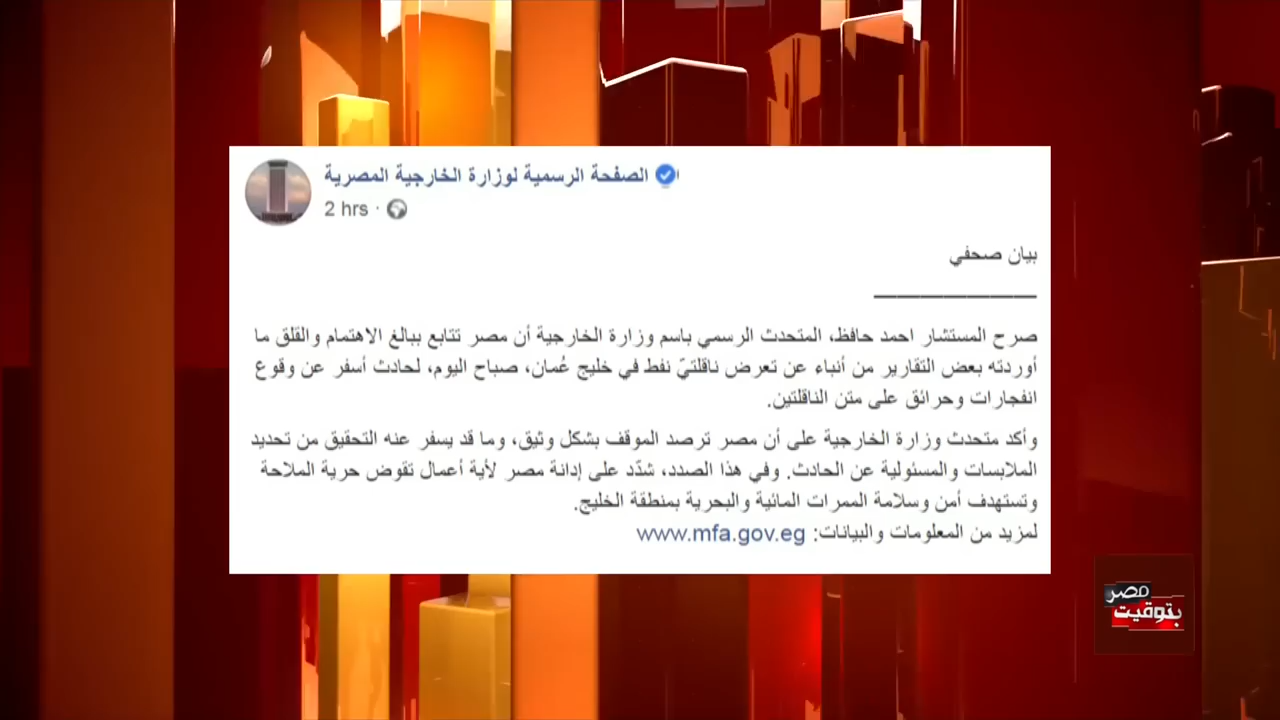 الصفحة الرسمية لوزارة الخارجية المصرية
2 hrs ·
بيان صحفي
ــــــــــــــــــــــــــــ
صرح المستشار احمد حافظ، المتحدث الرسمي باسم وزارة الخارجية أن مصر تتابع ببالغ الاهتمام والقلق ما
أوردته بعض التقارير من أنباء عن تعرض ناقلتيّ نفط في خليج عُمان، صباح اليوم، لحادث أسفر عن وقوع
انفجارات وحرائق على متن الناقلتين.
وأكد متحدث وزارة الخارجية على أن مصر ترصد الموقف بشكل وثيق، وما قد يسفر عنه التحقيق من تحديد
الملابسات والمسئولية عن الحادث. وفي هذا الصدد، شدّد على إدانة مصر لأية أعمال تقوض حرية الملاحة
وتستهدف أمن وسلامة الممرات المائية والبحرية بمنطقة الخليج.
لمزيد من المعلومات والبيانات: www.mfa.gov.eg
مصر
بتوقيت